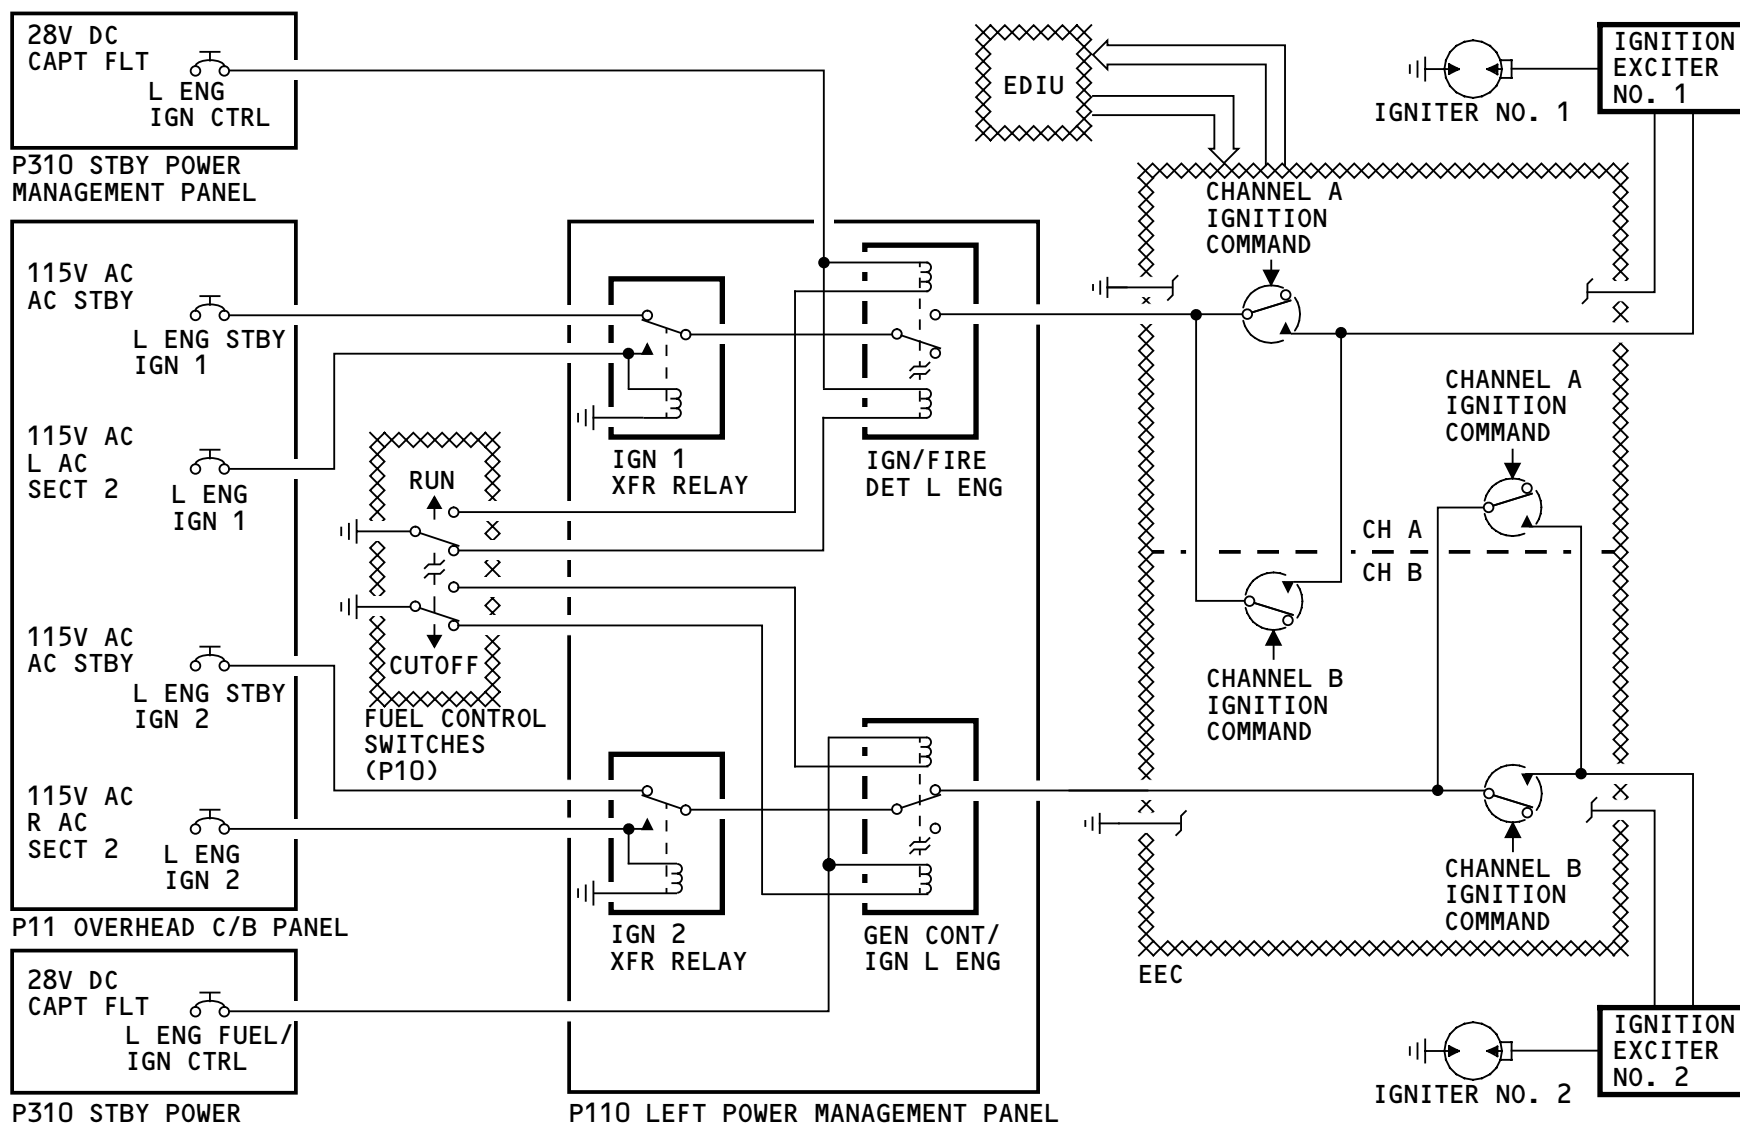 28V DC
CAPT FLT
L ENG
IGN CTRL
P310 STBY POWER
MANAGEMENT PANEL
115V AC
AC STBY
L ENG STBY
IGN 1
115V AC
L AC
SECT 2
L ENG
IGN 1
115V AC
AC STBY
L ENG STBY
IGN 2
115V AC
R AC
SECT 2
L ENG
IGN 2
P11 OVERHEAD C/B PANEL
28V DC
CAPT FLT
L ENG FUEL/
IGN CTRL
P310 STBY POWER
RUN
CUTOFF
FUEL CONTROL
SWITCHES
(P10)
IGN 1
XFR RELAY
IGN/FIRE
DET L ENG
IGN 2
XFR RELAY
GEN CONT/
IGN L ENG
P110 LEFT POWER MANAGEMENT PANEL
EDIU
IGNITER NO. 1
IGNITION
EXCITER
NO. 1
CHANNEL A
IGNITION
COMMAND
CHANNEL A
IGNITION
COMMAND
CH A
CH B
CHANNEL B
IGNITION
COMMAND
CHANNEL B
IGNITION
COMMAND
EEC
IGNITER NO. 2
IGNITION
EXCITER
NO. 2